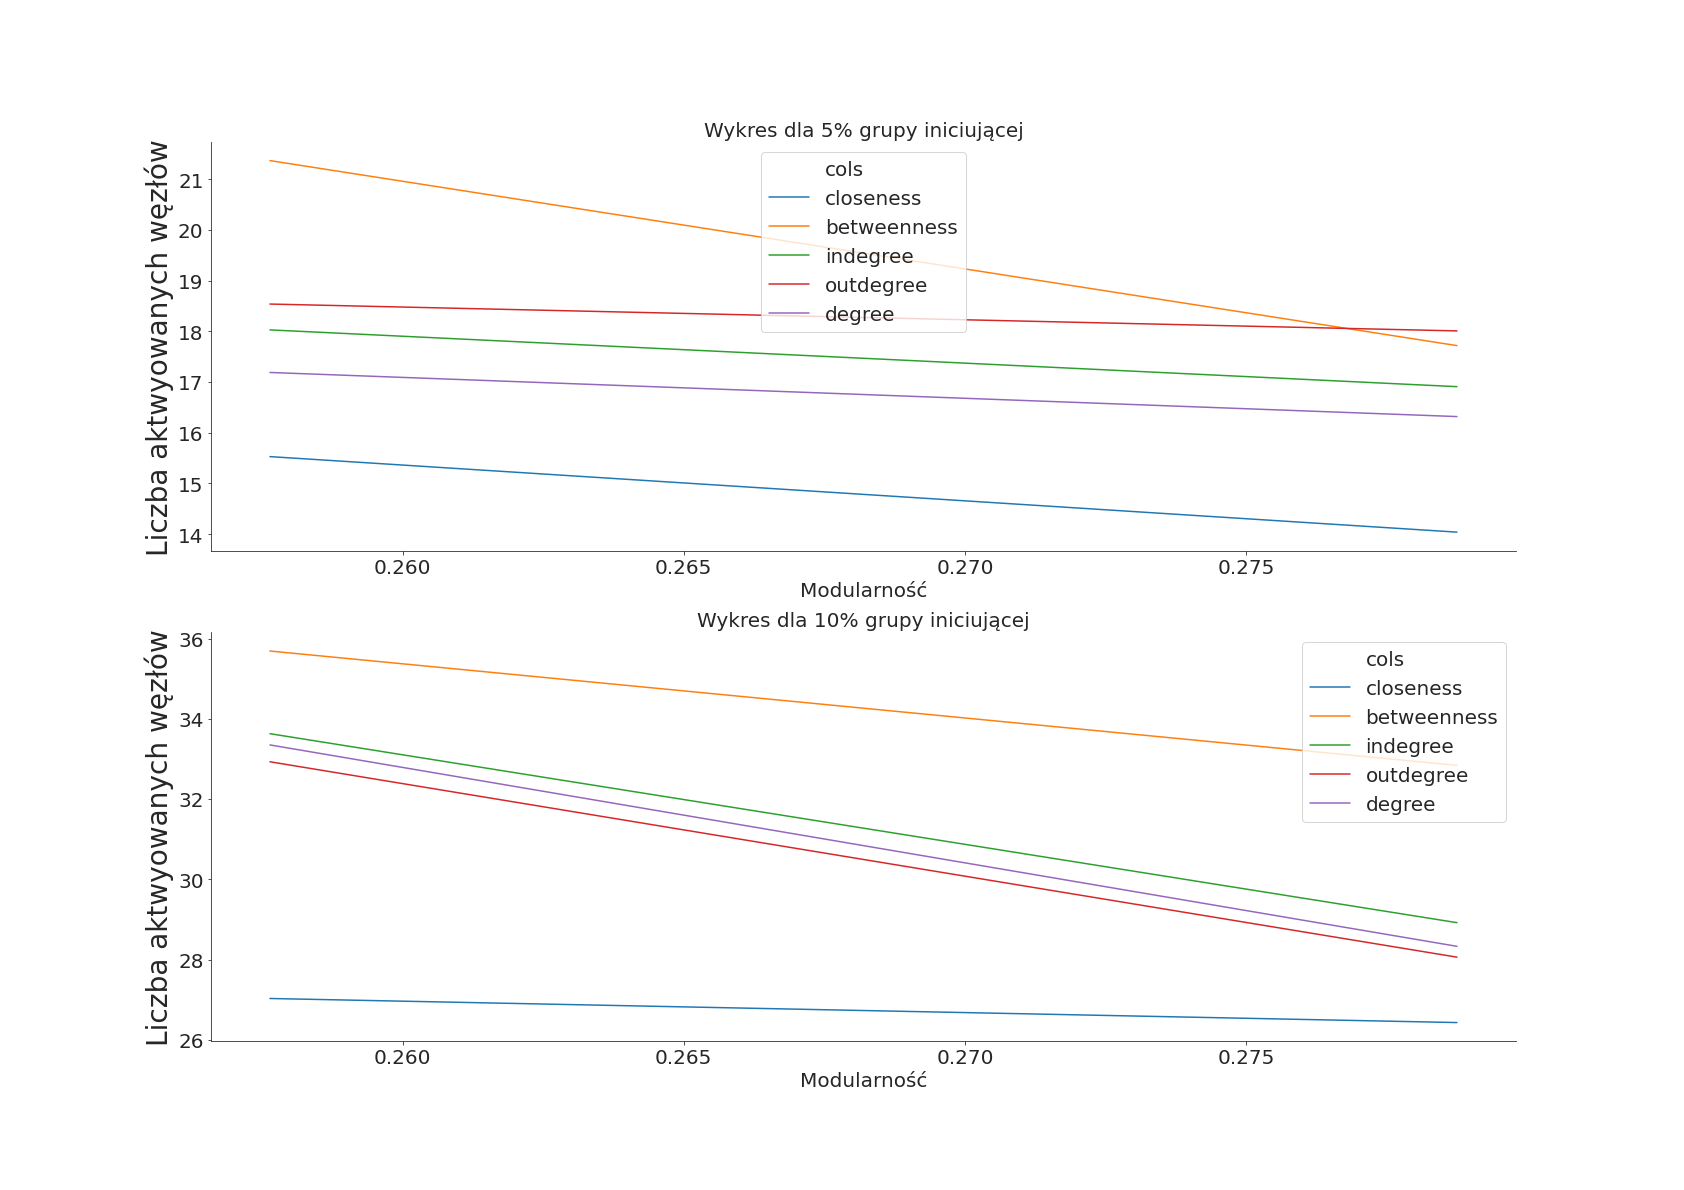 Wykres dla 5% grupy iniciującej
Liczba aktwyowanych węzłów
21
20
19
18
17
16
15
14
cols
closeness
betweenness
indegree
outdegree
degree
0.260 0.265 0.270 0.275
Modularność
Wykres dla 10% grupy iniciującej
Liczba aktwyowanych węzłów
36
34
32
30
28
26
cols
closeness
betweenness
indegree
outdegree
degree
0.260 0.265 0.270 0.275
Modularność